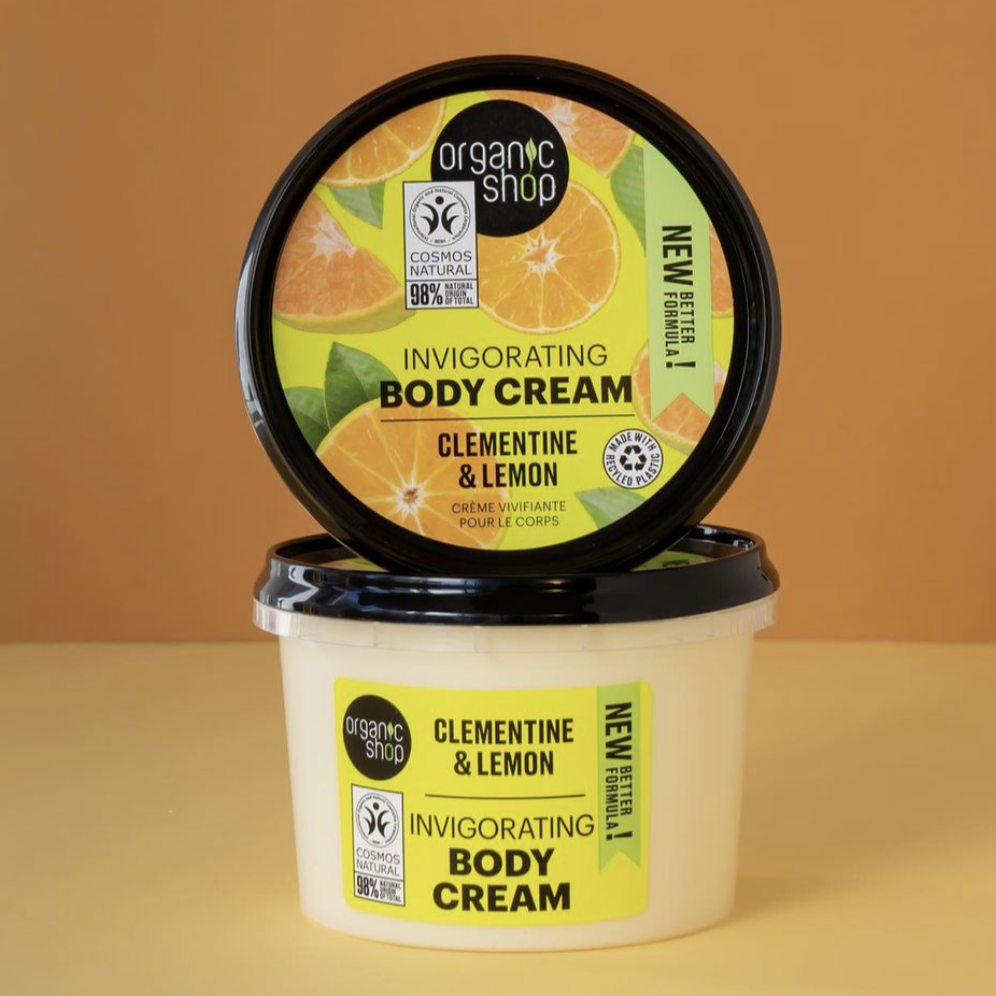 organic
shop
COSMOS
NATURAL
98% NATURAL
ORIGIN
OF TOTAL
NEW BETTER
FORMULA!
INVIGORATING
BODY CREAM
CLEMENTINE
& LEMON
MADE WITH
RECYLED PLASTIC
CRÈME VIVIFIANTE
POUR LE CORPS
organic
shop
CLEMENTINE
& LEMON
NEW BETTER
FORMULA!
COSMOS
NATURAL
98% NATURAL
ORIGIN
OF TOTAL
INVIGORATING
BODY
CREAM